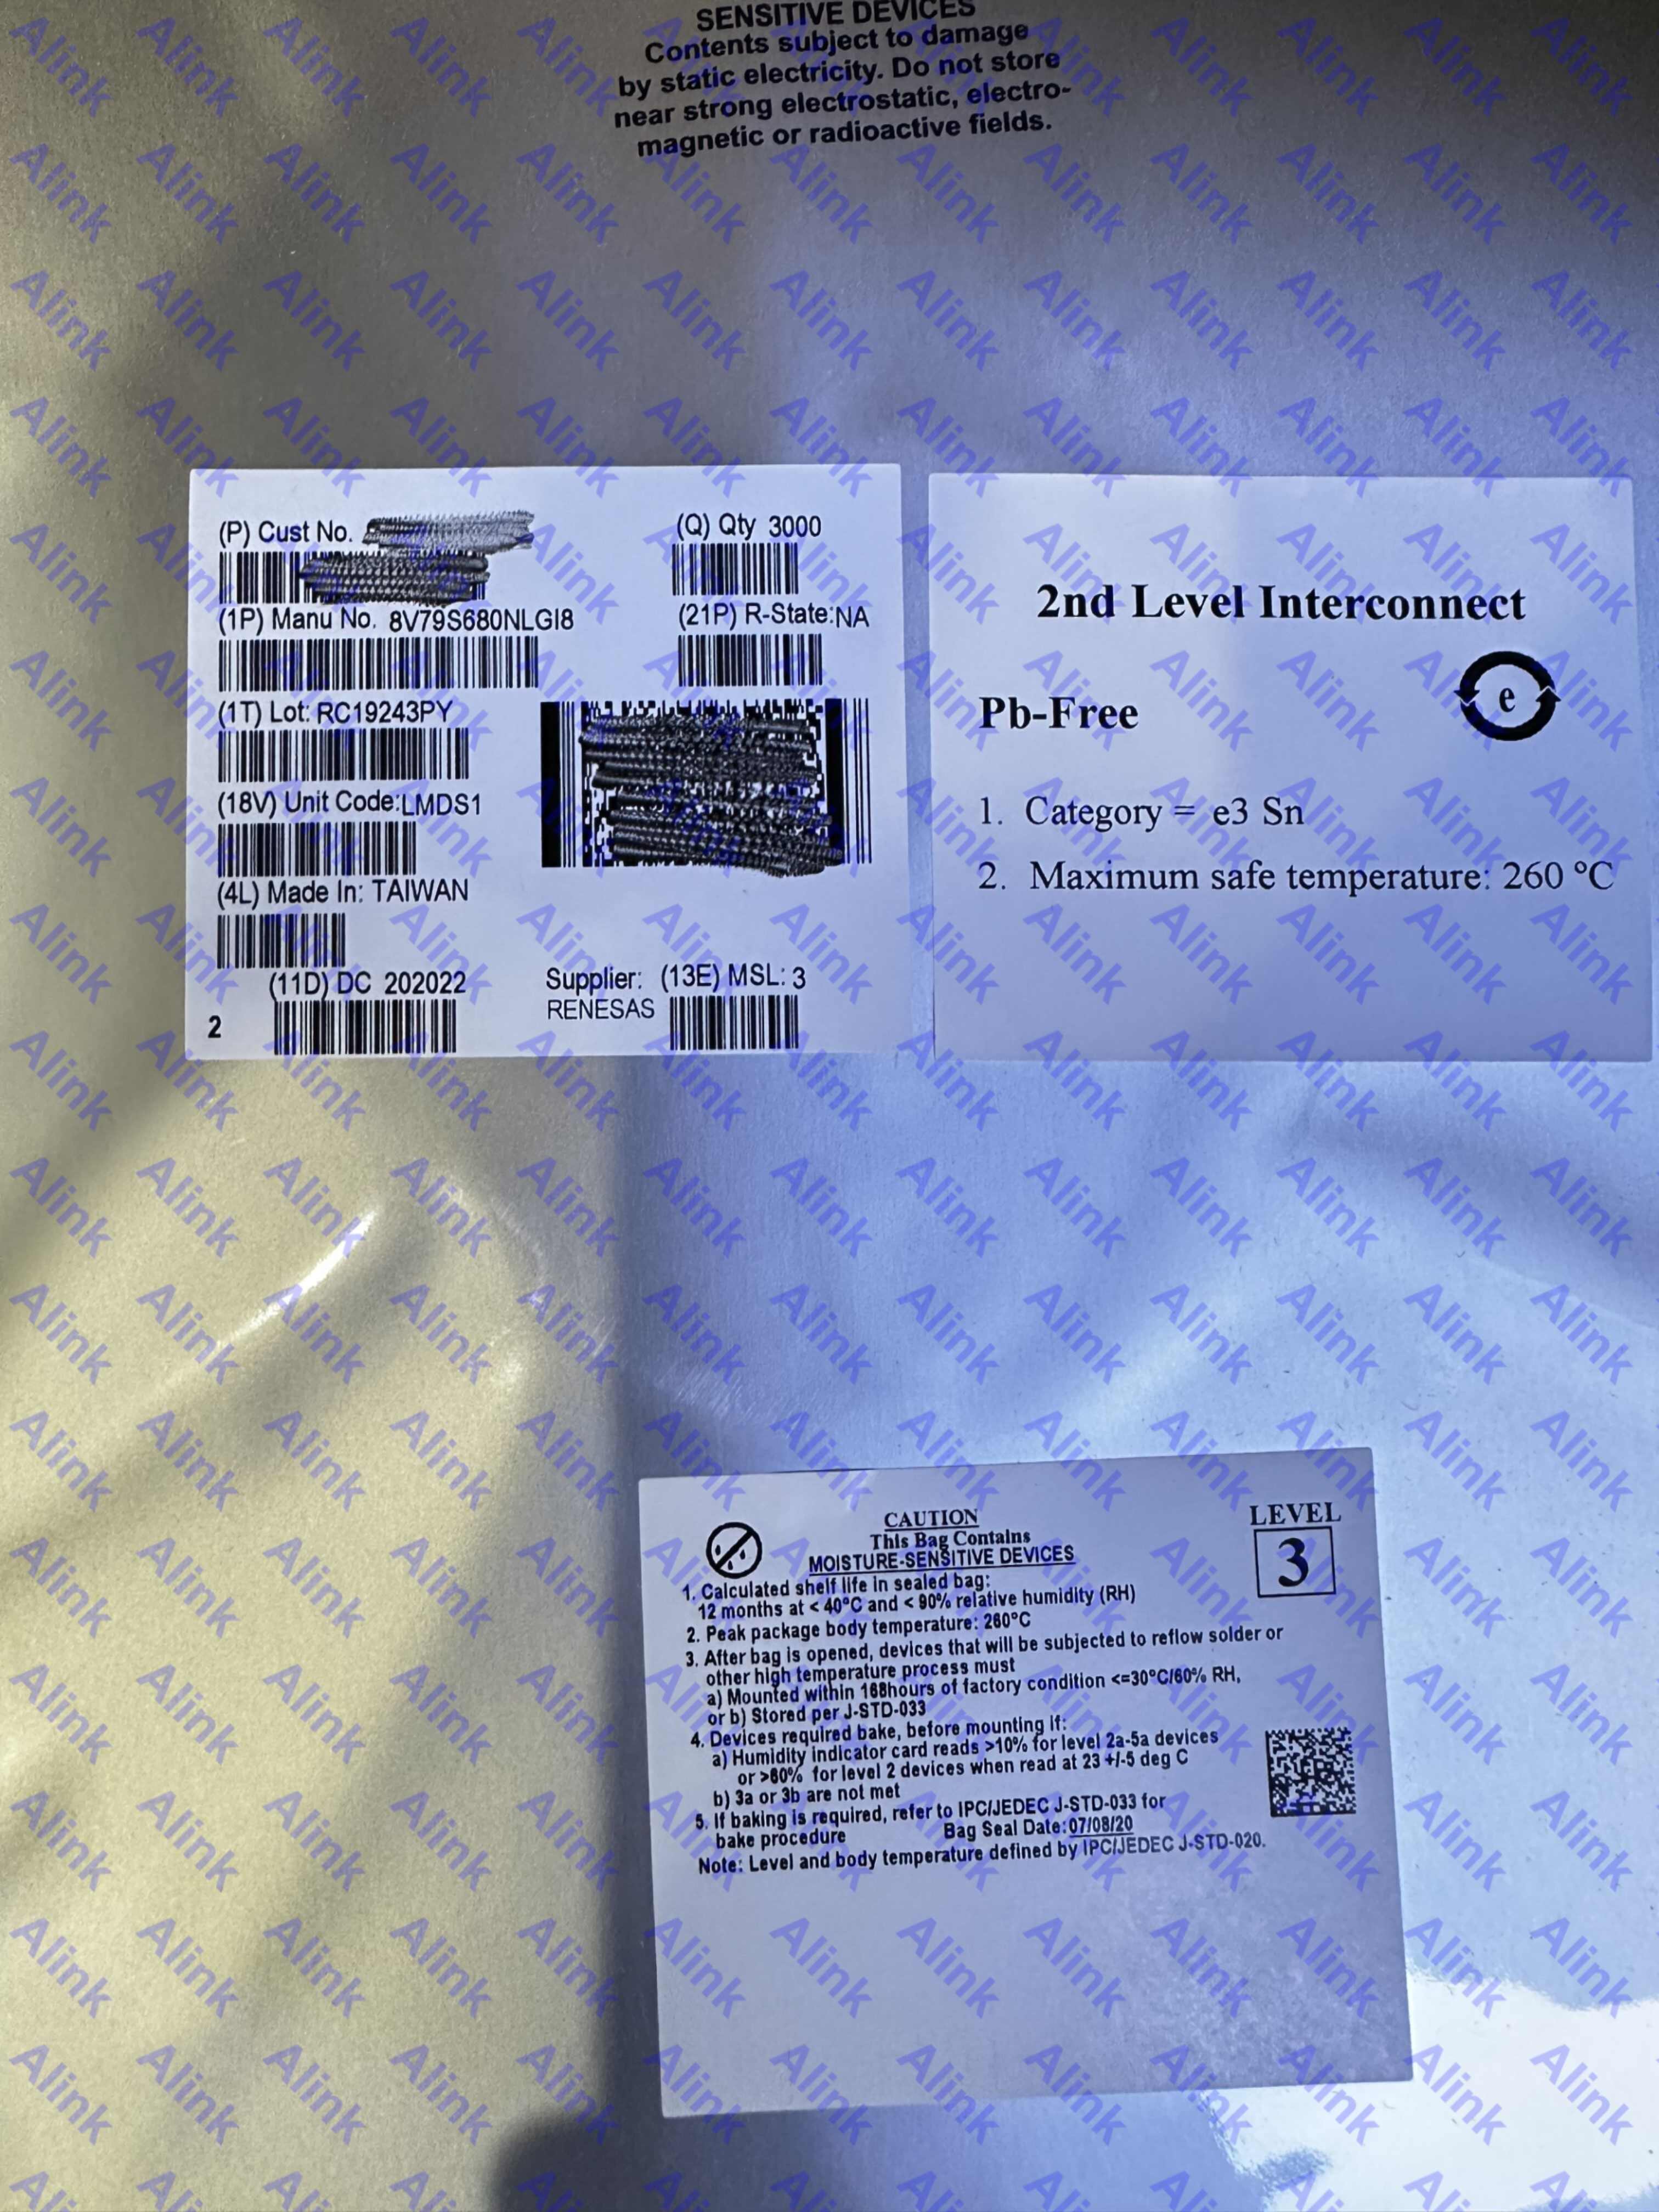 SENSITIVE DEVICES
Contents subject to damage
by static electricity. Do not store
near strong electrostatic, electro-
magnetic or radioactive fields.
(P) Cust No.
(Q) Qty 3000
(1P) Manu No. 8V79S680NLGI8
(21P) R-State:NA
(1T) Lot: RC19243PY
(18V) Unit Code:LMDS1
(4L) Made In: TAIWAN
(11D) DC 202022
Supplier: (13E) MSL: 3
RENESAS
2
2nd Level Interconnect
Pb-Free
e
1. Category = e3 Sn
2. Maximum safe temperature: 260 °C
CAUTION
This Bag Contains
MOISTURE-SENSITIVE DEVICES
LEVEL
3
1. Calculated shelf life in sealed bag:
12 months at < 40°C and < 90% relative humidity (RH)
2. Peak package body temperature: 260°C
3. After bag is opened, devices that will be subjected to reflow solder or
other high temperature process must
a) Mounted within 168hours of factory condition <=30°C/60% RH,
or b) Stored per J-STD-033
4. Devices required bake, before mounting if:
a) Humidity indicator card reads >10% for level 2a-5a devices
or >60% for level 2 devices when read at 23 +/-5 deg C
b) 3a or 3b are not met
5. If baking is required, refer to IPC/JEDEC J-STD-033 for
bake procedure Bag Seal Date: 07/08/20
Note: Level and body temperature defined by IPC/JEDEC J-STD-020.
Alink